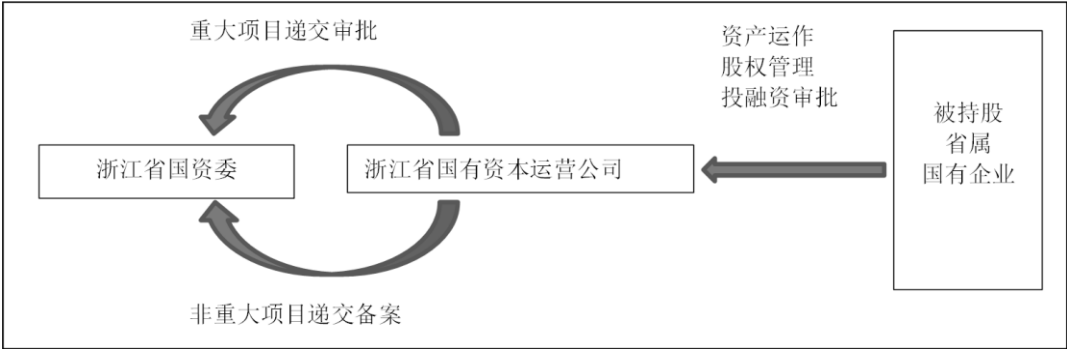 重大项目递交审批
资产运作
股权管理
投融资审批
被持股
省属
国有企业
浙江省国资委
浙江省国有资本运营公司
非重大项目递交备案